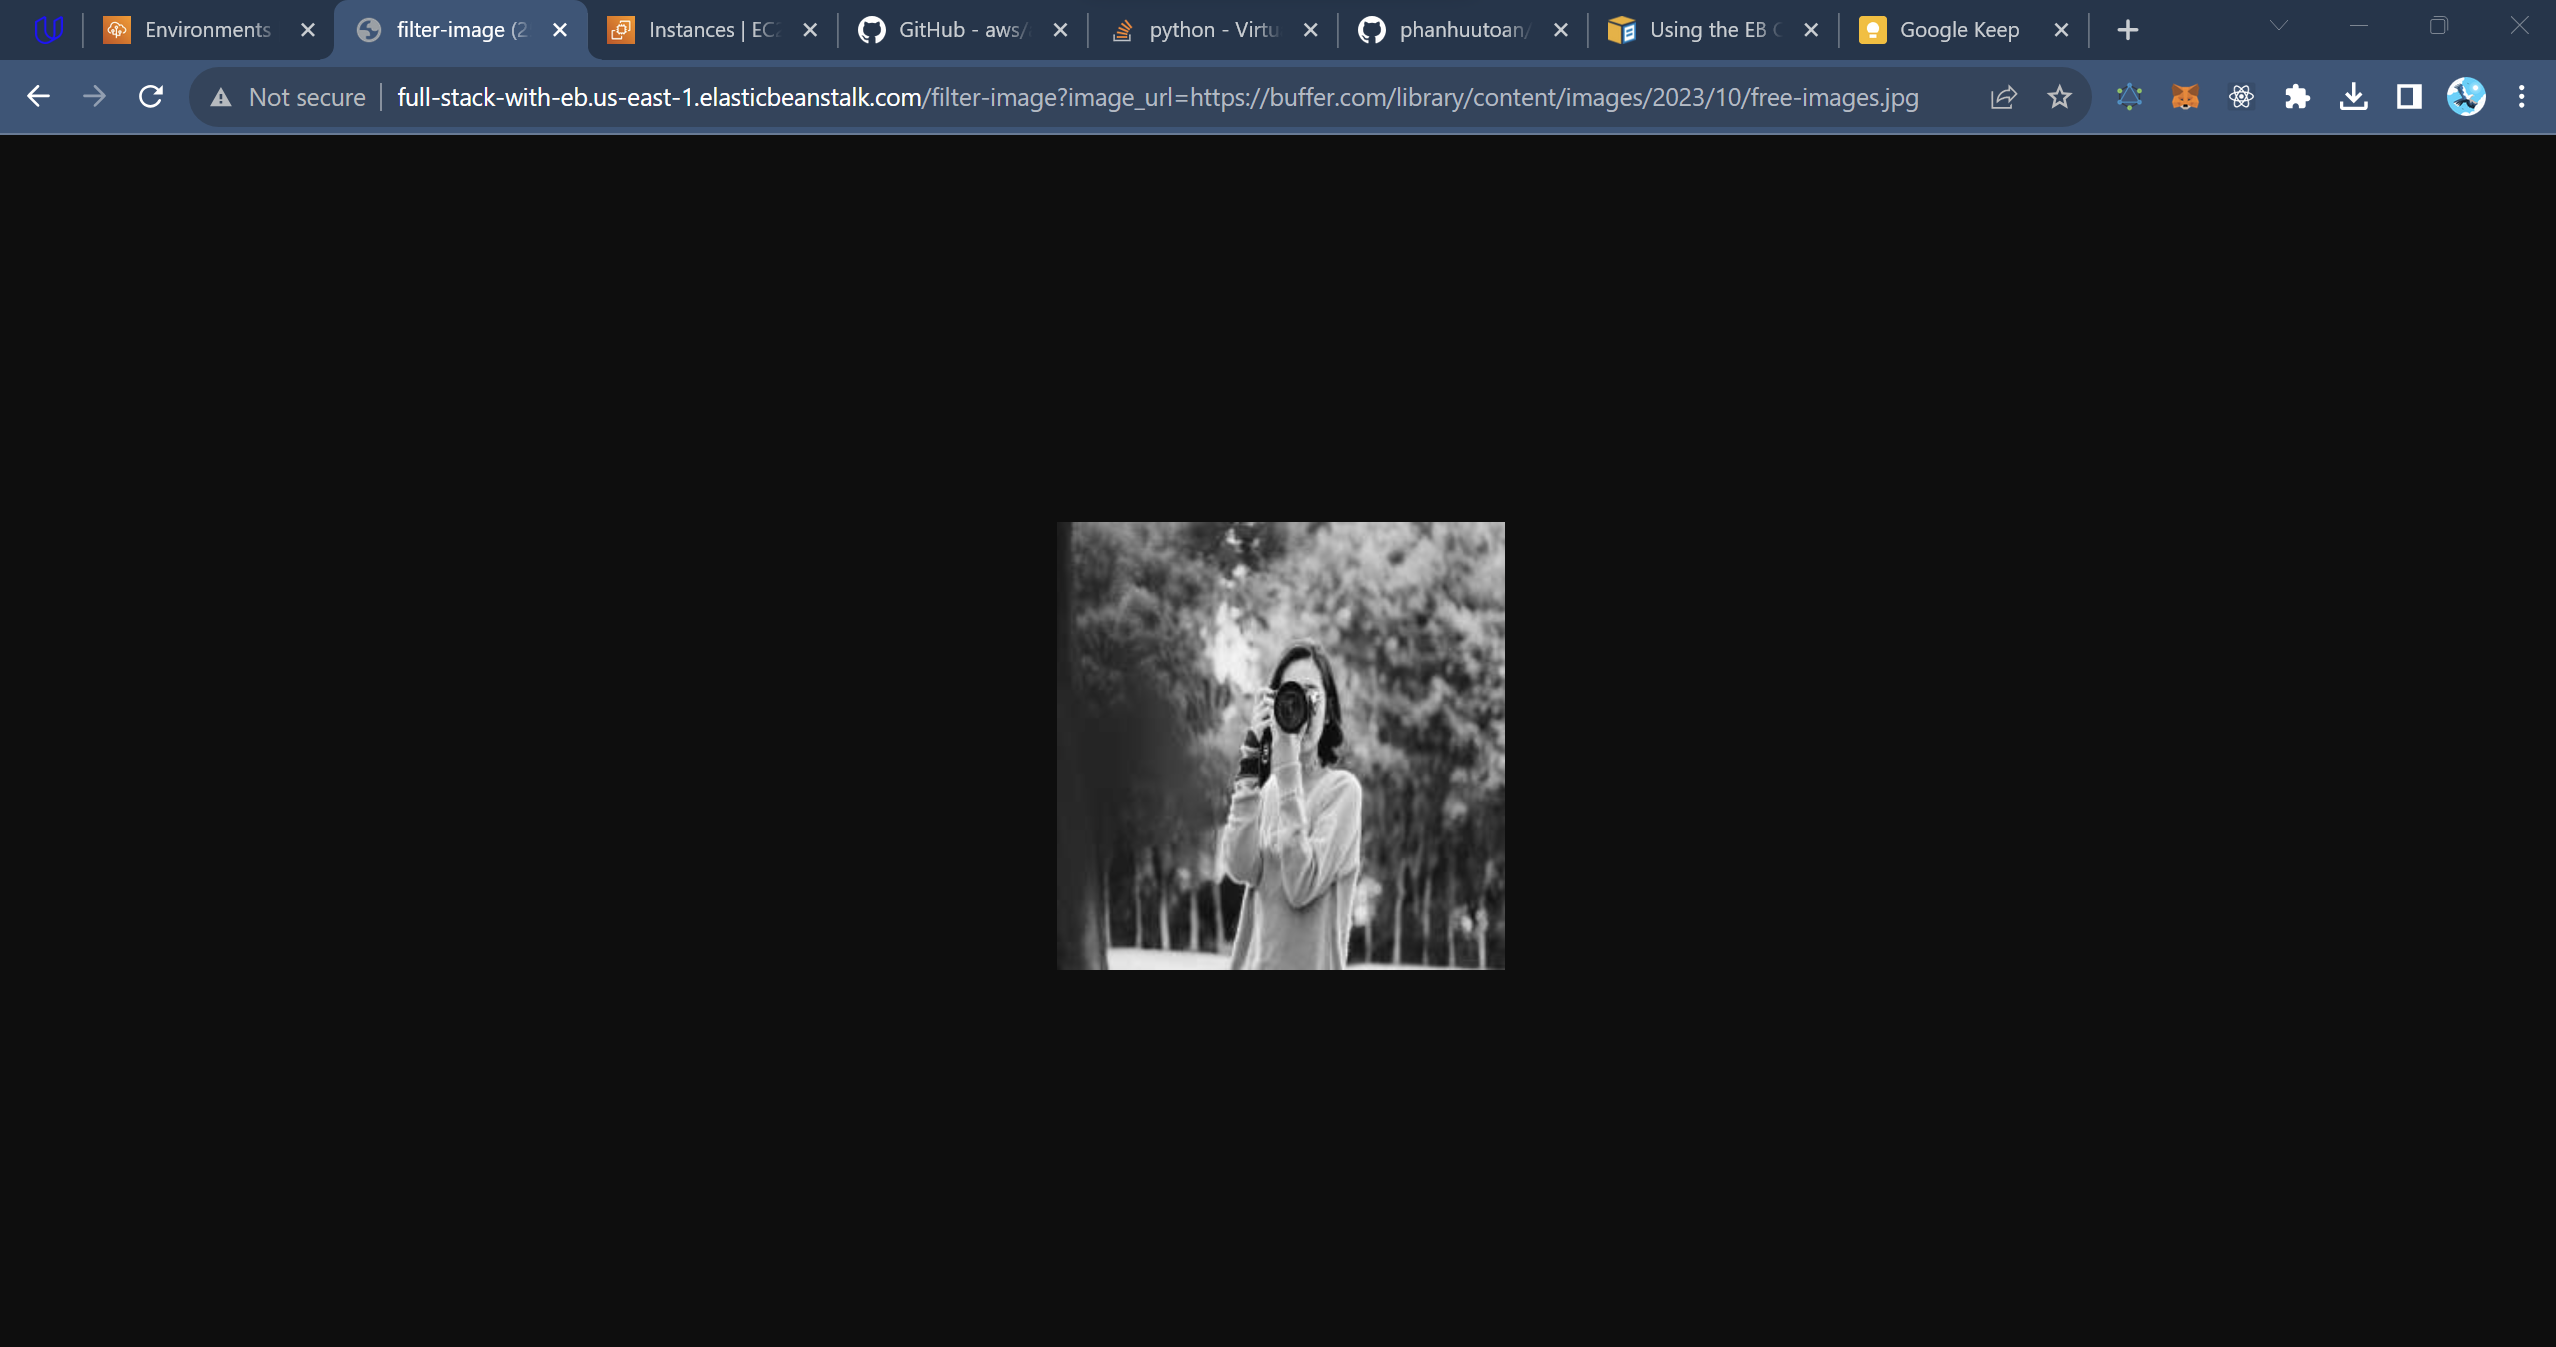 Environments
filter-image (2
Instances | EC2
GitHub - aws/
python - Virtu
phanhuutoan/
Using the EB C
Google Keep
Not secure
full-stack-with-eb.us-east-1.elasticbeanstalk.com/filter-image?image_url=https://buffer.com/library/content/images/2023/10/free-images.jpg